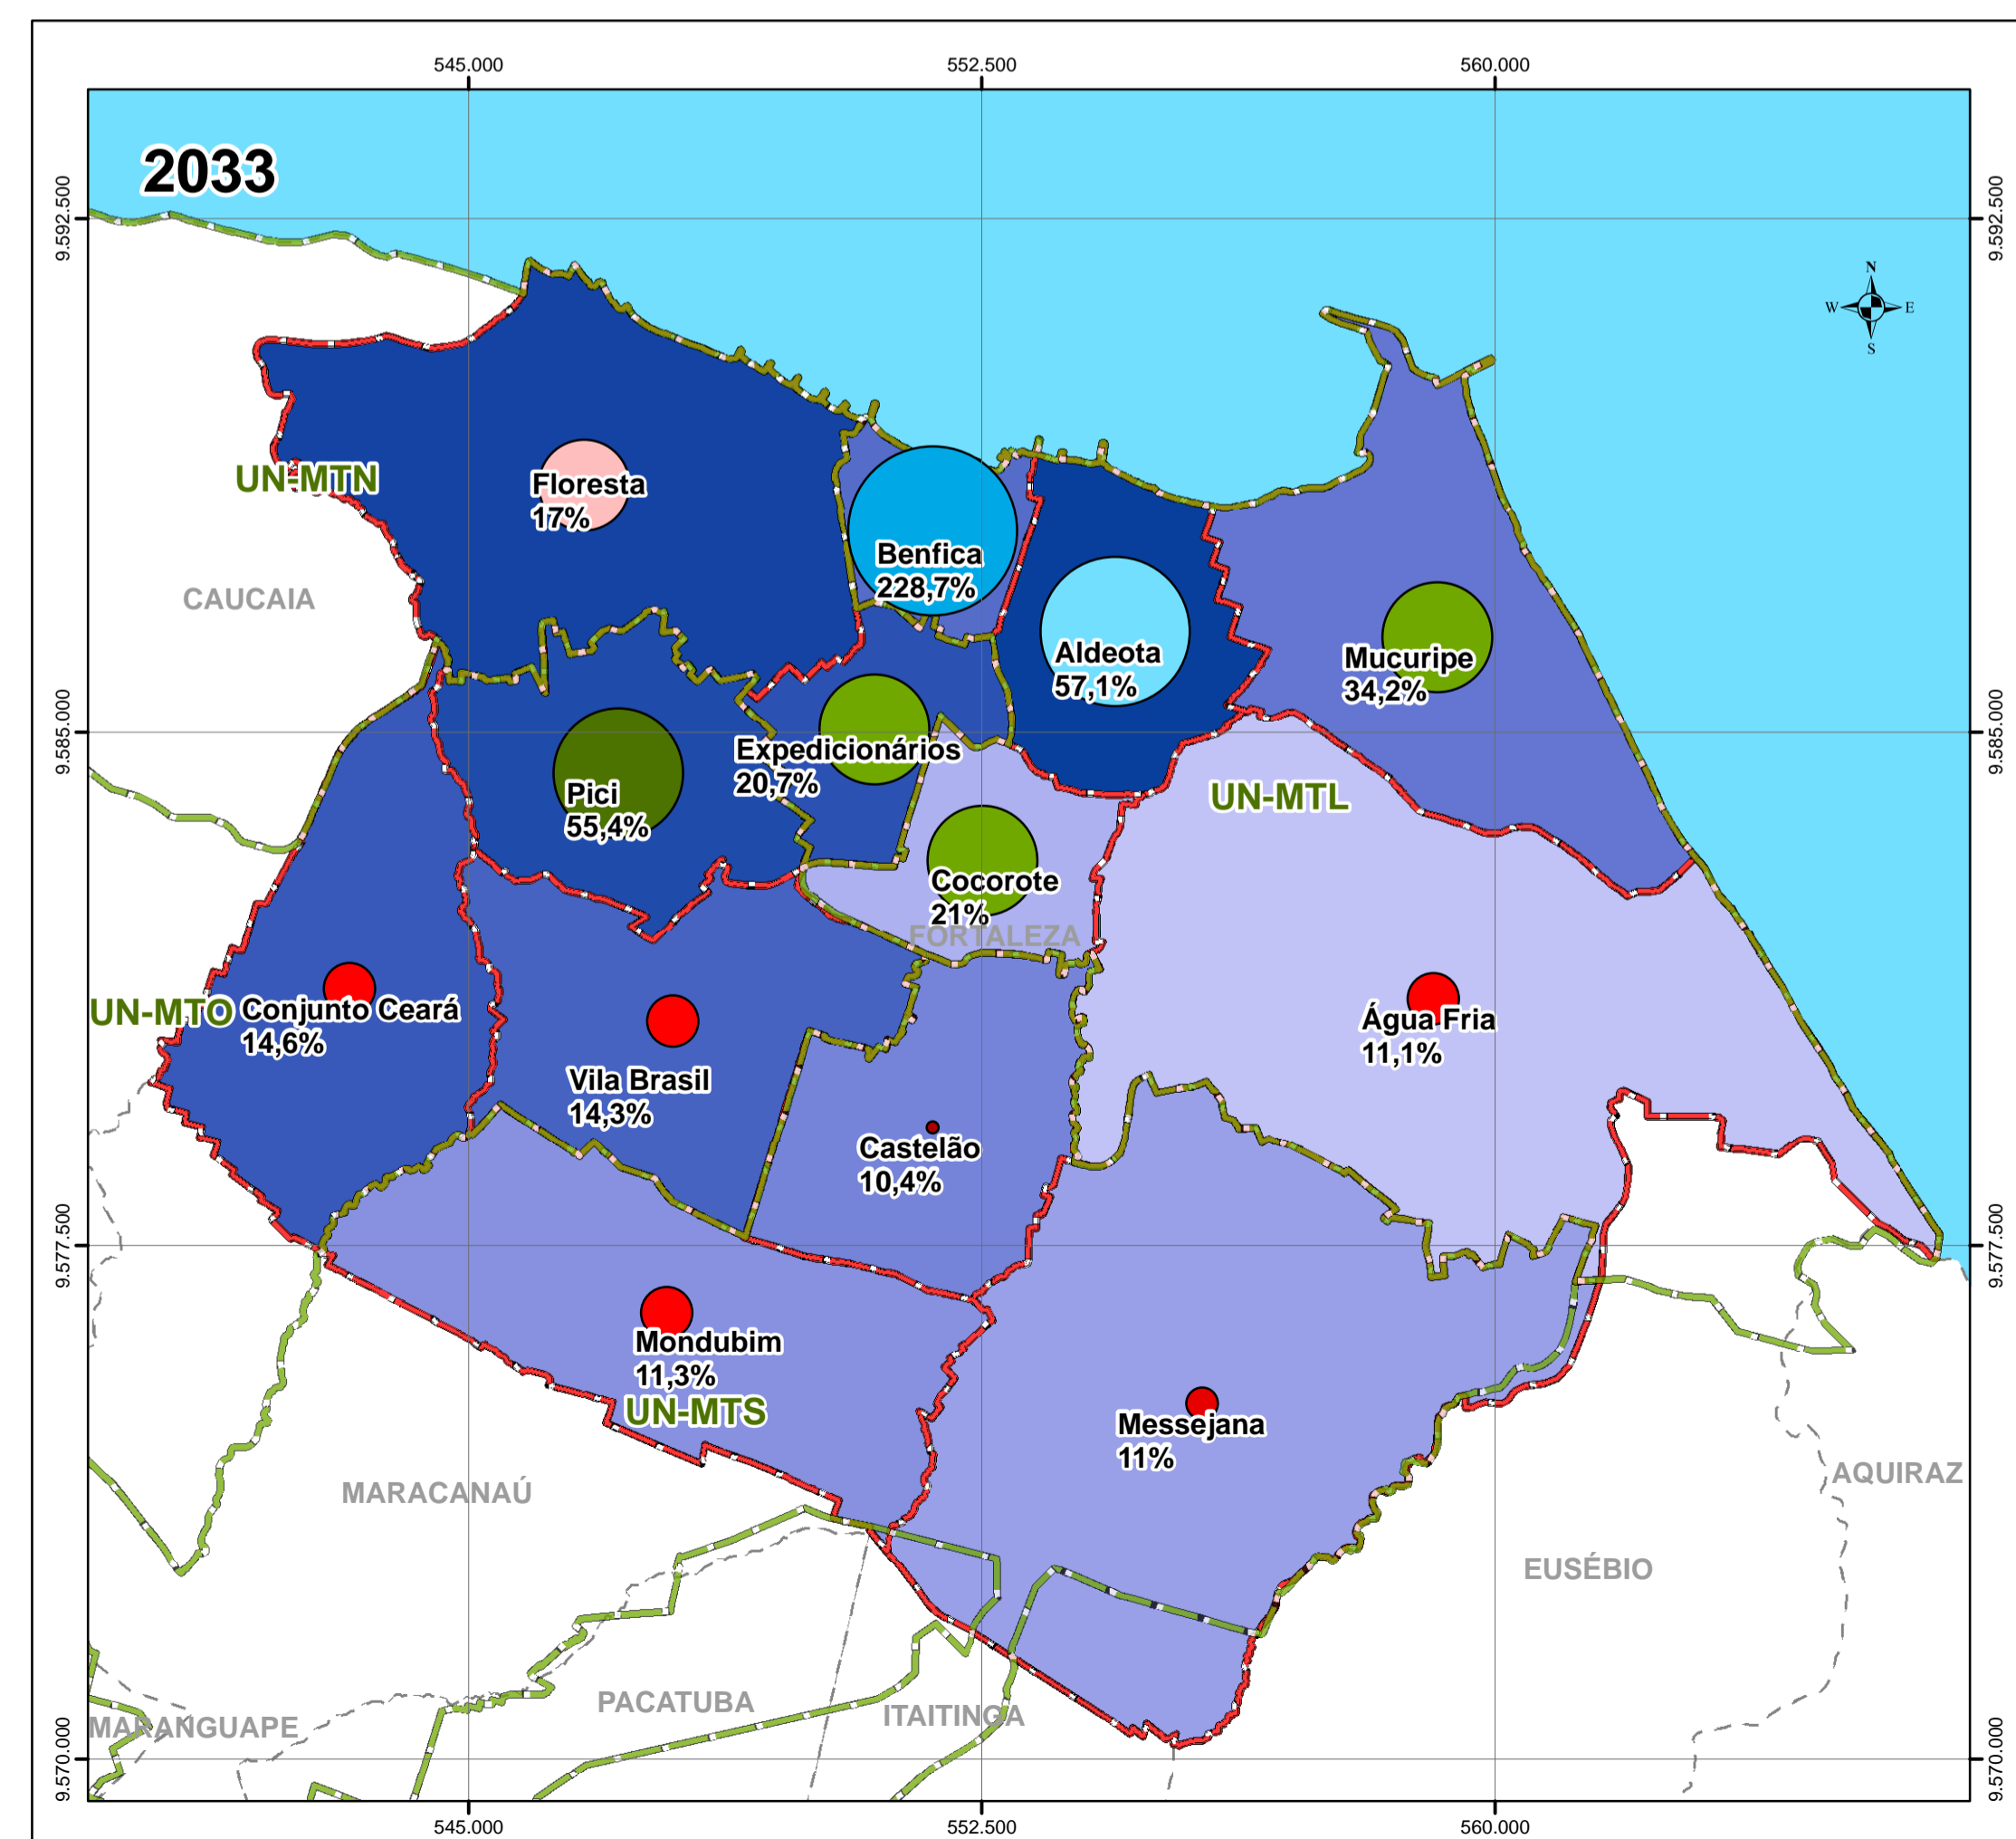 545.000
552.500
560.000
2033
9.592.500
9.592.500
N
W
E
S
Floresta
17%
UN-MTN
Benfica
228,7%
CAUCAIA
Aldeota
57,1%
Mucuripe
34,2%
9.585.000
9.585.000
Expedicionários
20,7%
Pici
55,4%
UN-MTL
Cocorote
21%
FORTALEZA
UN-MTO
Conjunto Ceará
14,6%
Água Fria
11,1%
Vila Brasil
14,3%
Castelão
10,4%
9.577.500
9.577.500
Mondubim
11,3%
UN-MTS
Messejana
11%
MARACANAÚ
AQUIRAZ
EUSÉBIO
PACATUBA
ITAITINGA
MARANGUAPE
9.570.000
9.570.000
545.000
552.500
560.000